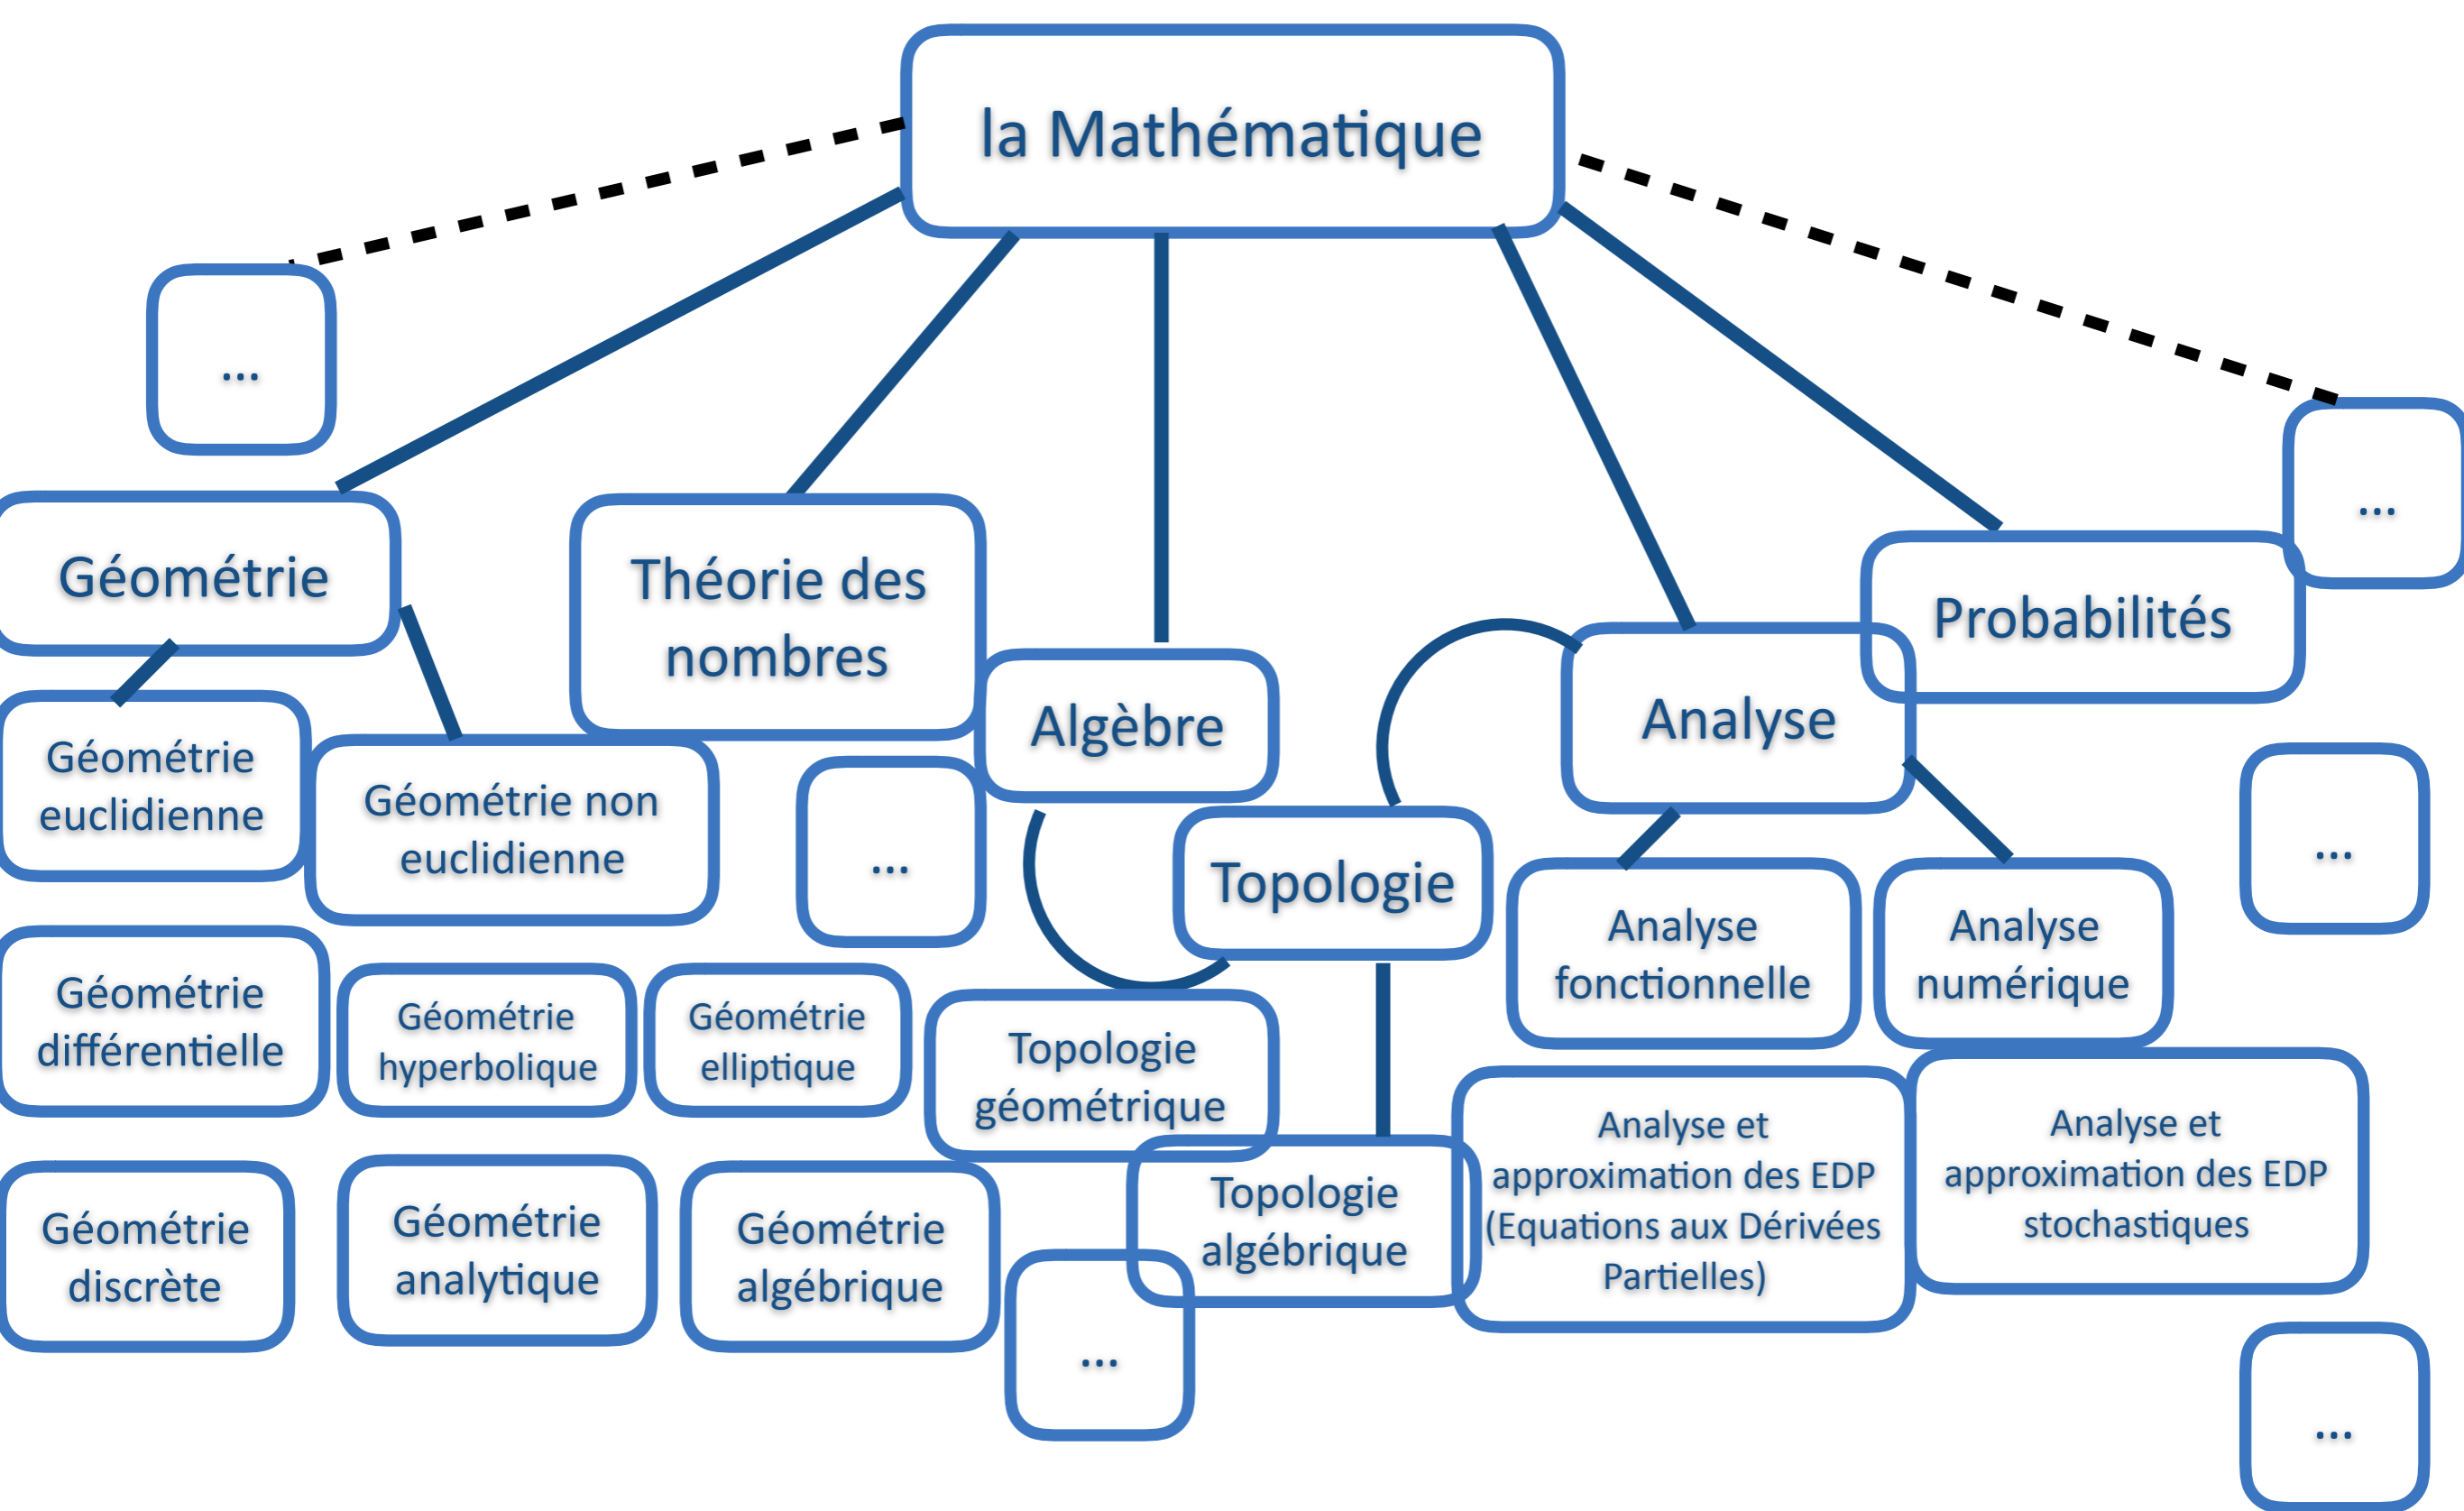 la Mathématique
...
...
Géométrie
Théorie des
nombres
Algèbre
Analyse
Probabilités
Géométrie
euclidienne
Géométrie non
euclidienne
...
Topologie
Analyse
fonctionnelle
Analyse
numérique
...
Géométrie
différentielle
Géométrie
hyperbolique
Géométrie
elliptique
Topologie
géométrique
Géométrie
discrète
Géométrie
analytique
Géométrie
algébrique
...
Topologie
algébrique
Analyse et
approximation des EDP
(Equations aux Dérivées
Partielles)
Analyse et
approximation des EDP
stochastiques
...